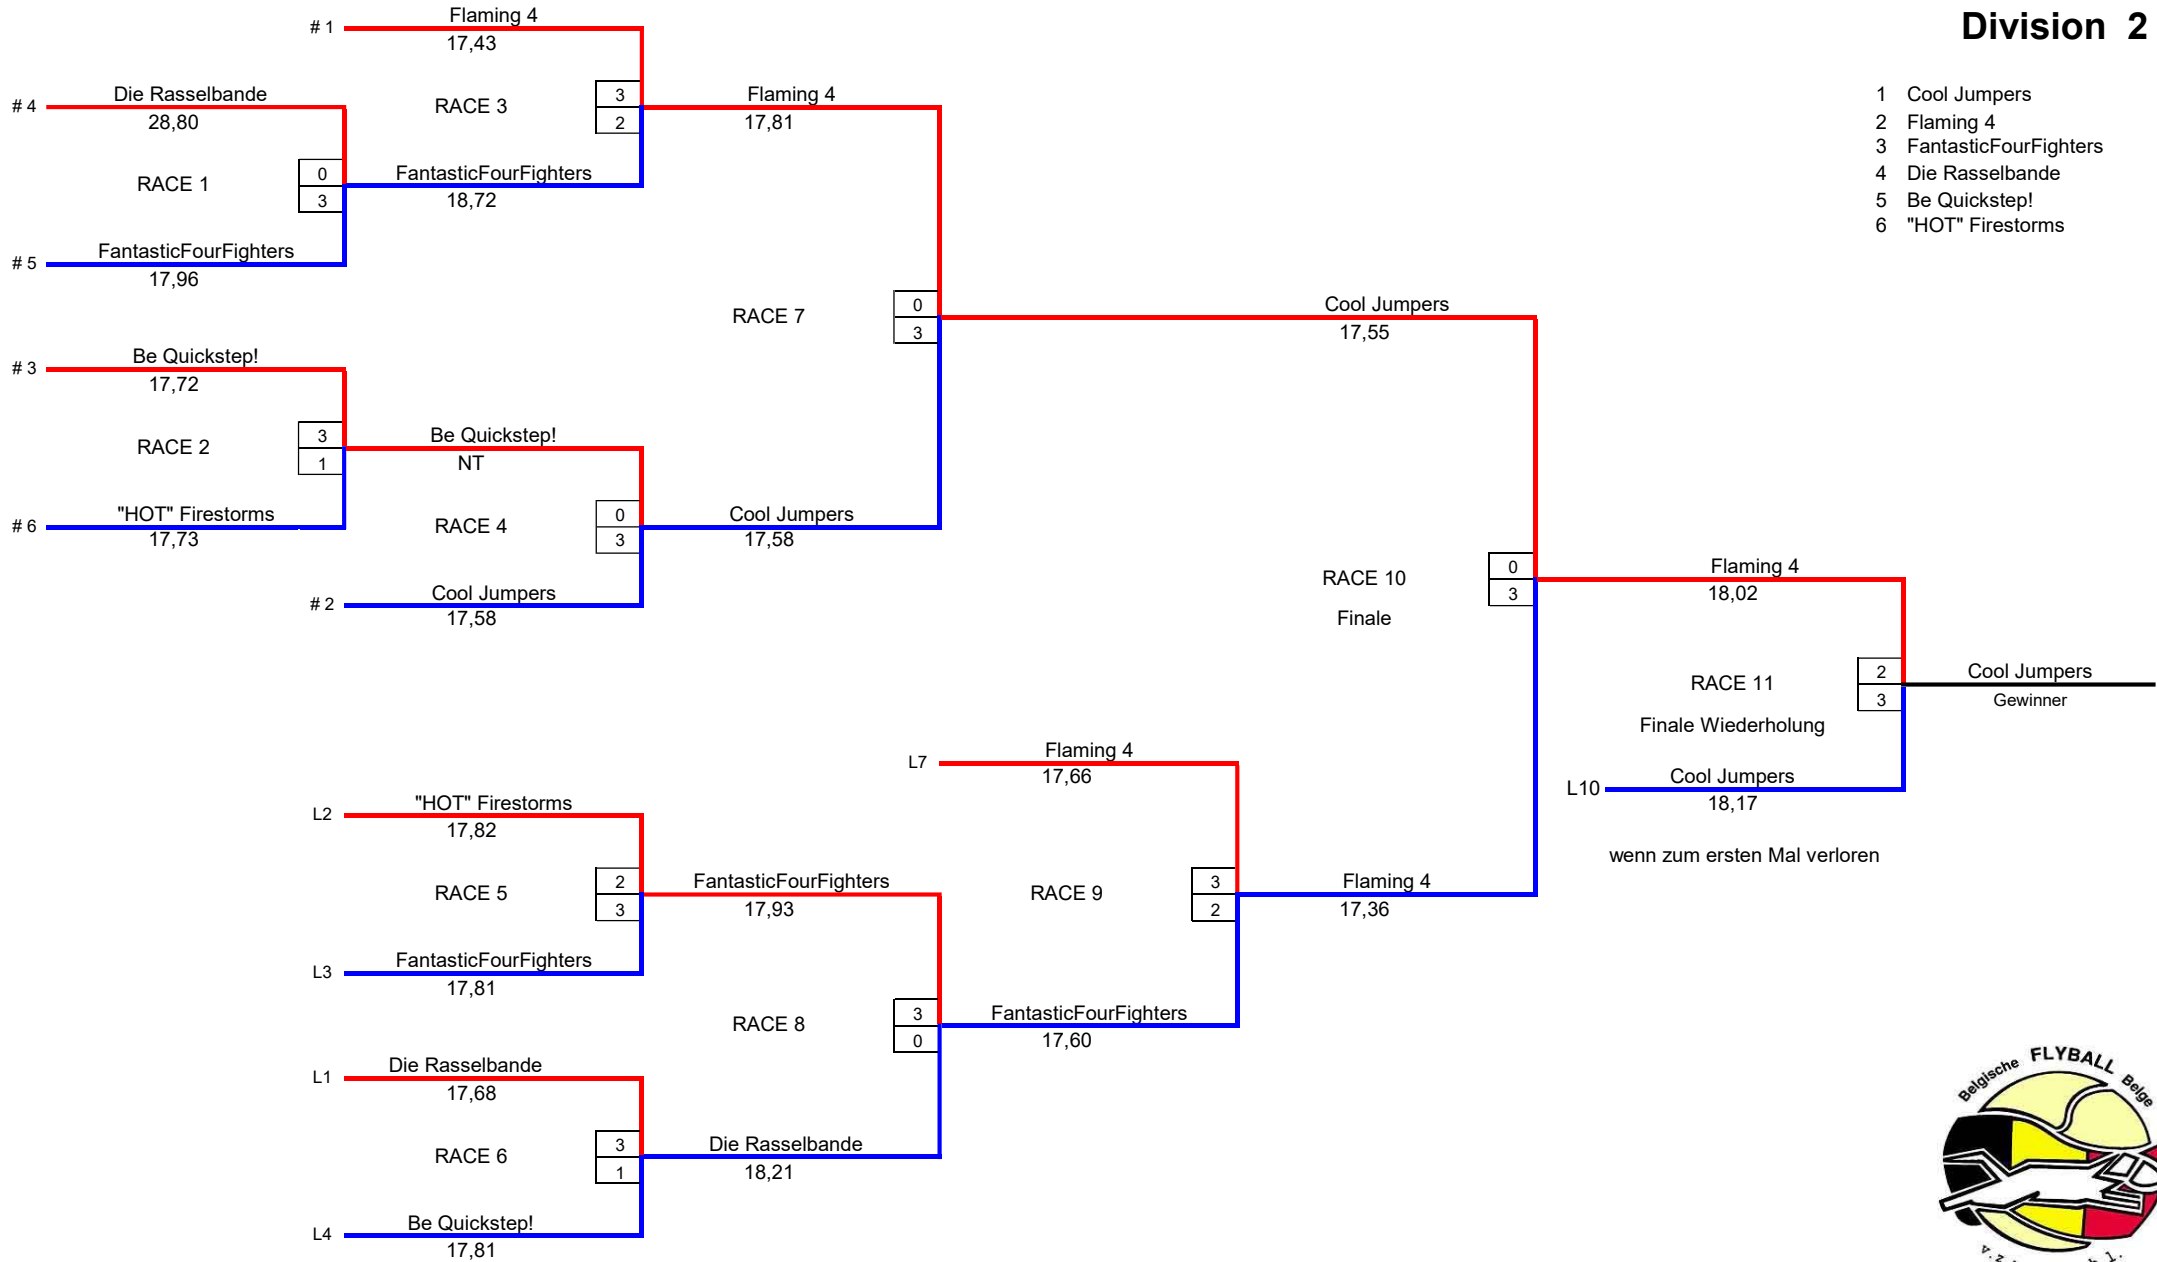 Division 2
1 Cool Jumpers
2 Flaming 4
3 FantasticFourFighters
4 Die Rasselbande
5 Be Quickstep!
6 "HOT" Firestorms
# 1
Flaming 4
17,43
# 4
Die Rasselbande
28,80
RACE 1
0
3
# 5
FantasticFourFighters
17,96
RACE 3
3
2
FantasticFourFighters
18,72
# 3
Be Quickstep!
17,72
RACE 2
3
1
# 6
"HOT" Firestorms
17,73
Be Quickstep!
NT
RACE 4
0
3
# 2
Cool Jumpers
17,58
Flaming 4
17,81
RACE 7
0
3
Cool Jumpers
17,58
Cool Jumpers
17,55
RACE 10
Finale
0
3
Flaming 4
18,02
RACE 11
Finale Wiederholung
2
3
Cool Jumpers
Gewinner
L10
Cool Jumpers
18,17
wenn zum ersten Mal verloren
L7
Flaming 4
17,66
RACE 9
3
2
Flaming 4
17,36
L2
"HOT" Firestorms
17,82
RACE 5
2
3
L3
FantasticFourFighters
17,81
FantasticFourFighters
17,93
RACE 8
3
0
FantasticFourFighters
17,60
L1
Die Rasselbande
17,68
RACE 6
3
1
L4
Be Quickstep!
17,81
Die Rasselbande
18,21
Belgische FLYBALL Belge